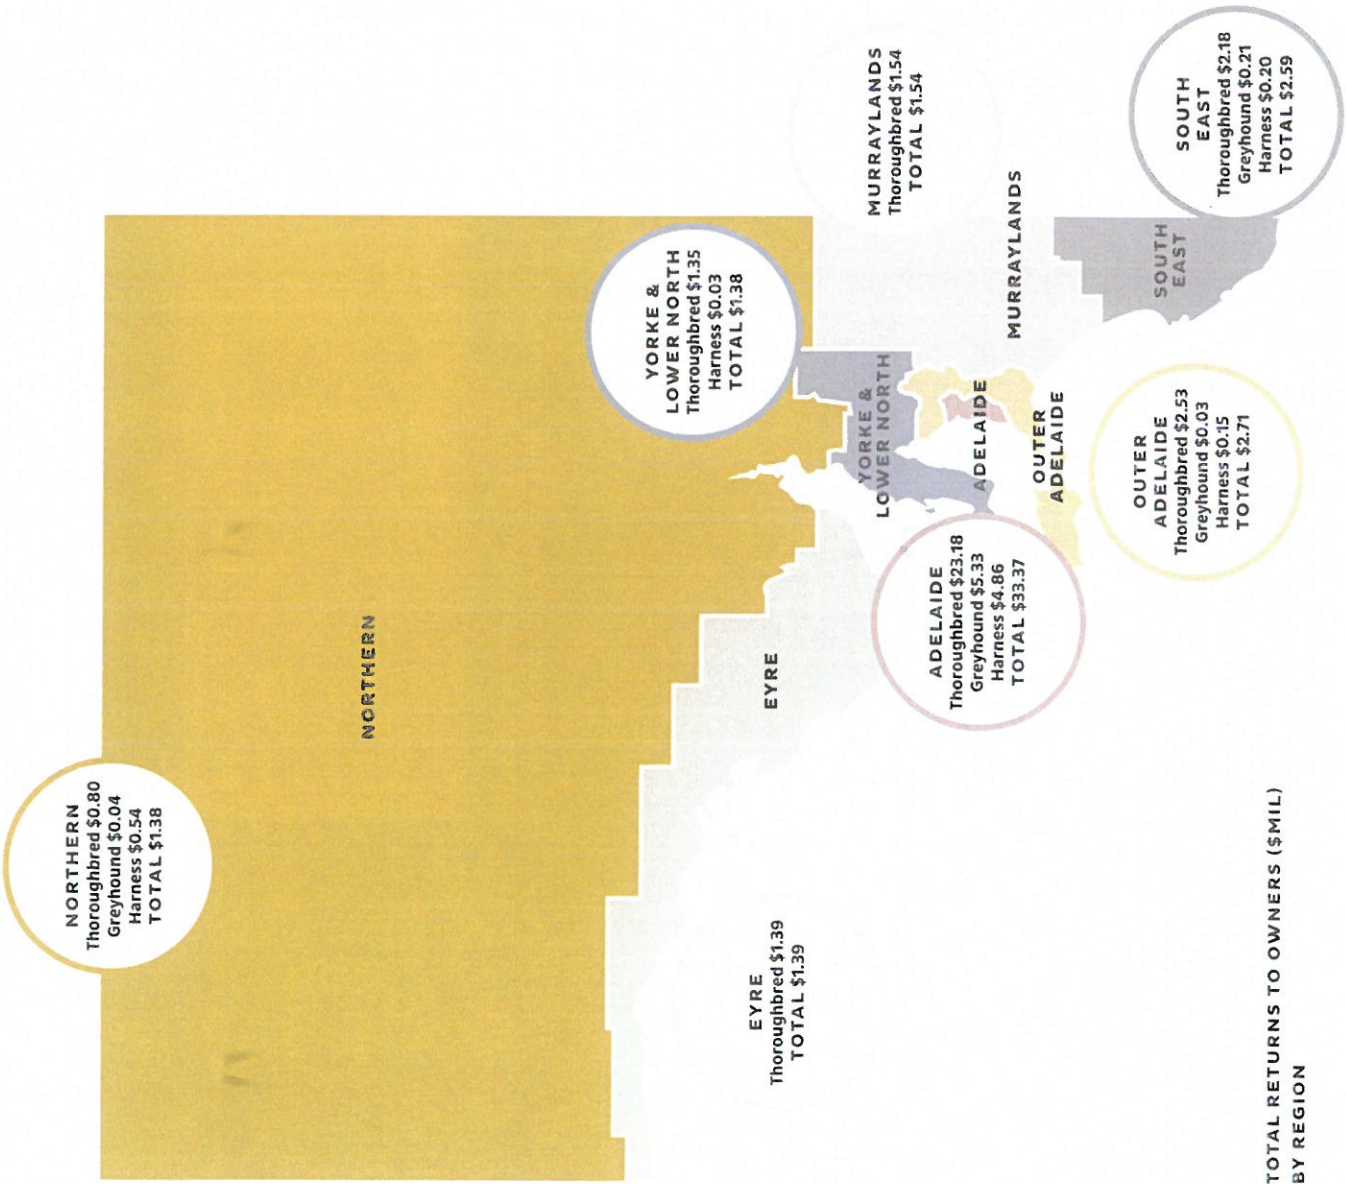 TOTAL RETURNS TO OWNERS ($MIL)
BY REGION
NORTHERN
Thoroughbred $0.80
Greyhound $0.04
Harness $0.54
TOTAL $1.38
NORTHERN
EYRE
Thoroughbred $1.39
TOTAL $1.39
EYRE
YORKE &
LOWER NORTH
Thoroughbred $1.35
Harness $0.03
TOTAL $1.38
YORKE &
LOWER NORTH
MURRAYLANDS
Thoroughbred $1.54
TOTAL $1.54
MURRAYLANDS
ADELAIDE
Thoroughbred $23.18
Greyhound $5.33
Harness $4.86
TOTAL $33.37
ADELAIDE
OUTER
ADELAIDE
OUTER
ADELAIDE
Thoroughbred $2.53
Greyhound $0.03
Harness $0.15
TOTAL $2.71
SOUTH
EAST
SOUTH
EAST
Thoroughbred $2.18
Greyhound $0.21
Harness $0.20
TOTAL $2.59